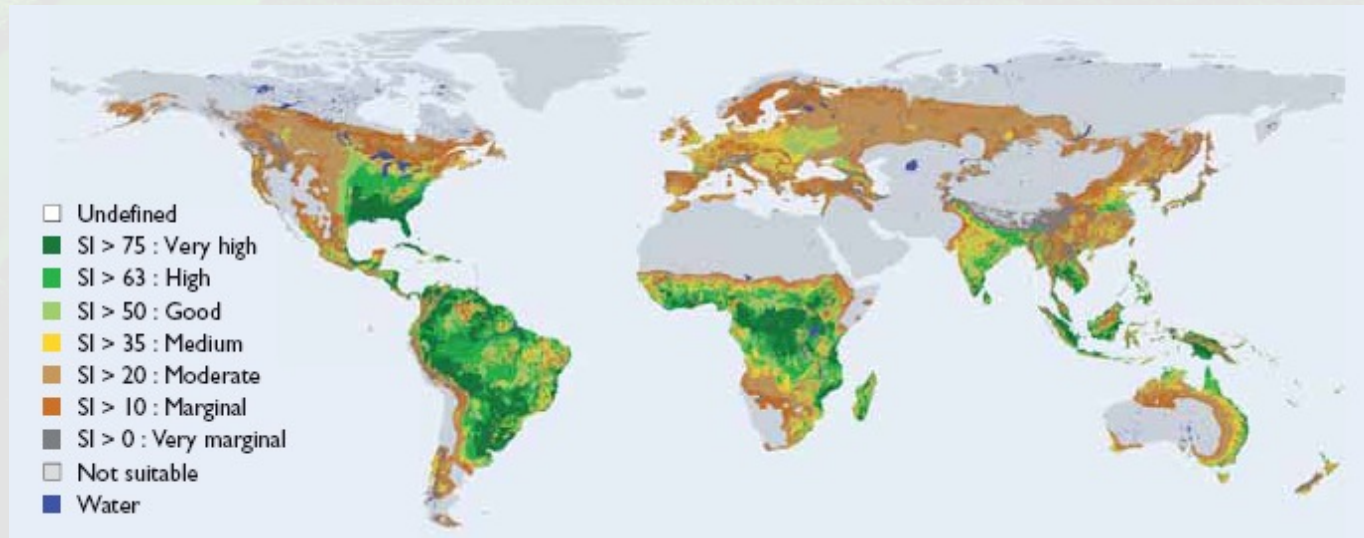 Undefined
SI > 75 : Very high
SI > 63 : High
SI > 50 : Good
SI > 35 : Medium
SI > 20 : Moderate
SI > 10 : Marginal
SI > 0 : Very marginal
Not suitable
Water